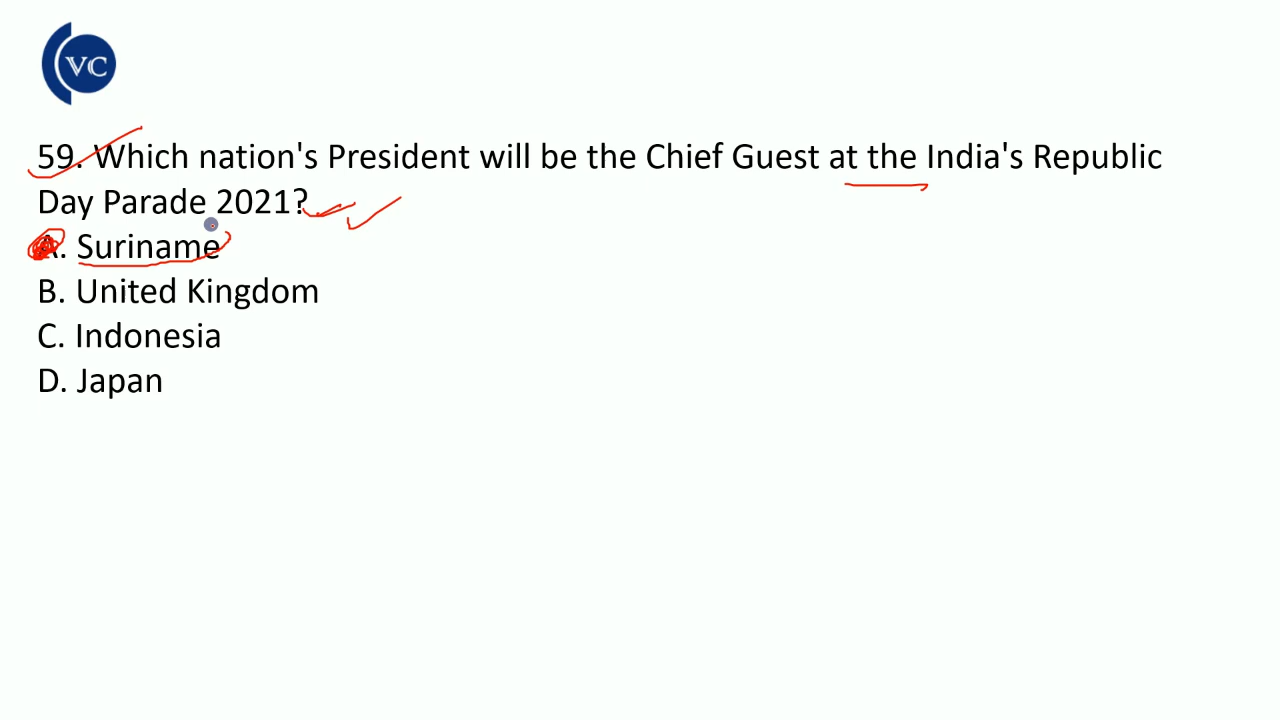 VC
59. Which nation's President will be the Chief Guest at the India's Republic
Day Parade 2021?
A. Suriname
B. United Kingdom
C. Indonesia
D. Japan